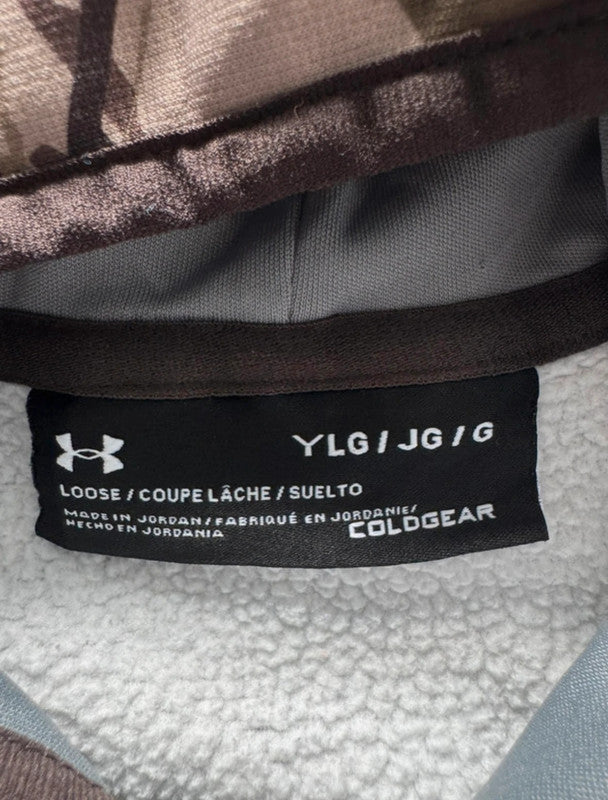 YLG / JG / G
LOOSE / COUPE LÂCHE / SUELTO
MADE IN JORDAN / FABRIQUÉ EN JORDANIE/
HECHO EN JORDANIA
COLDGEAR